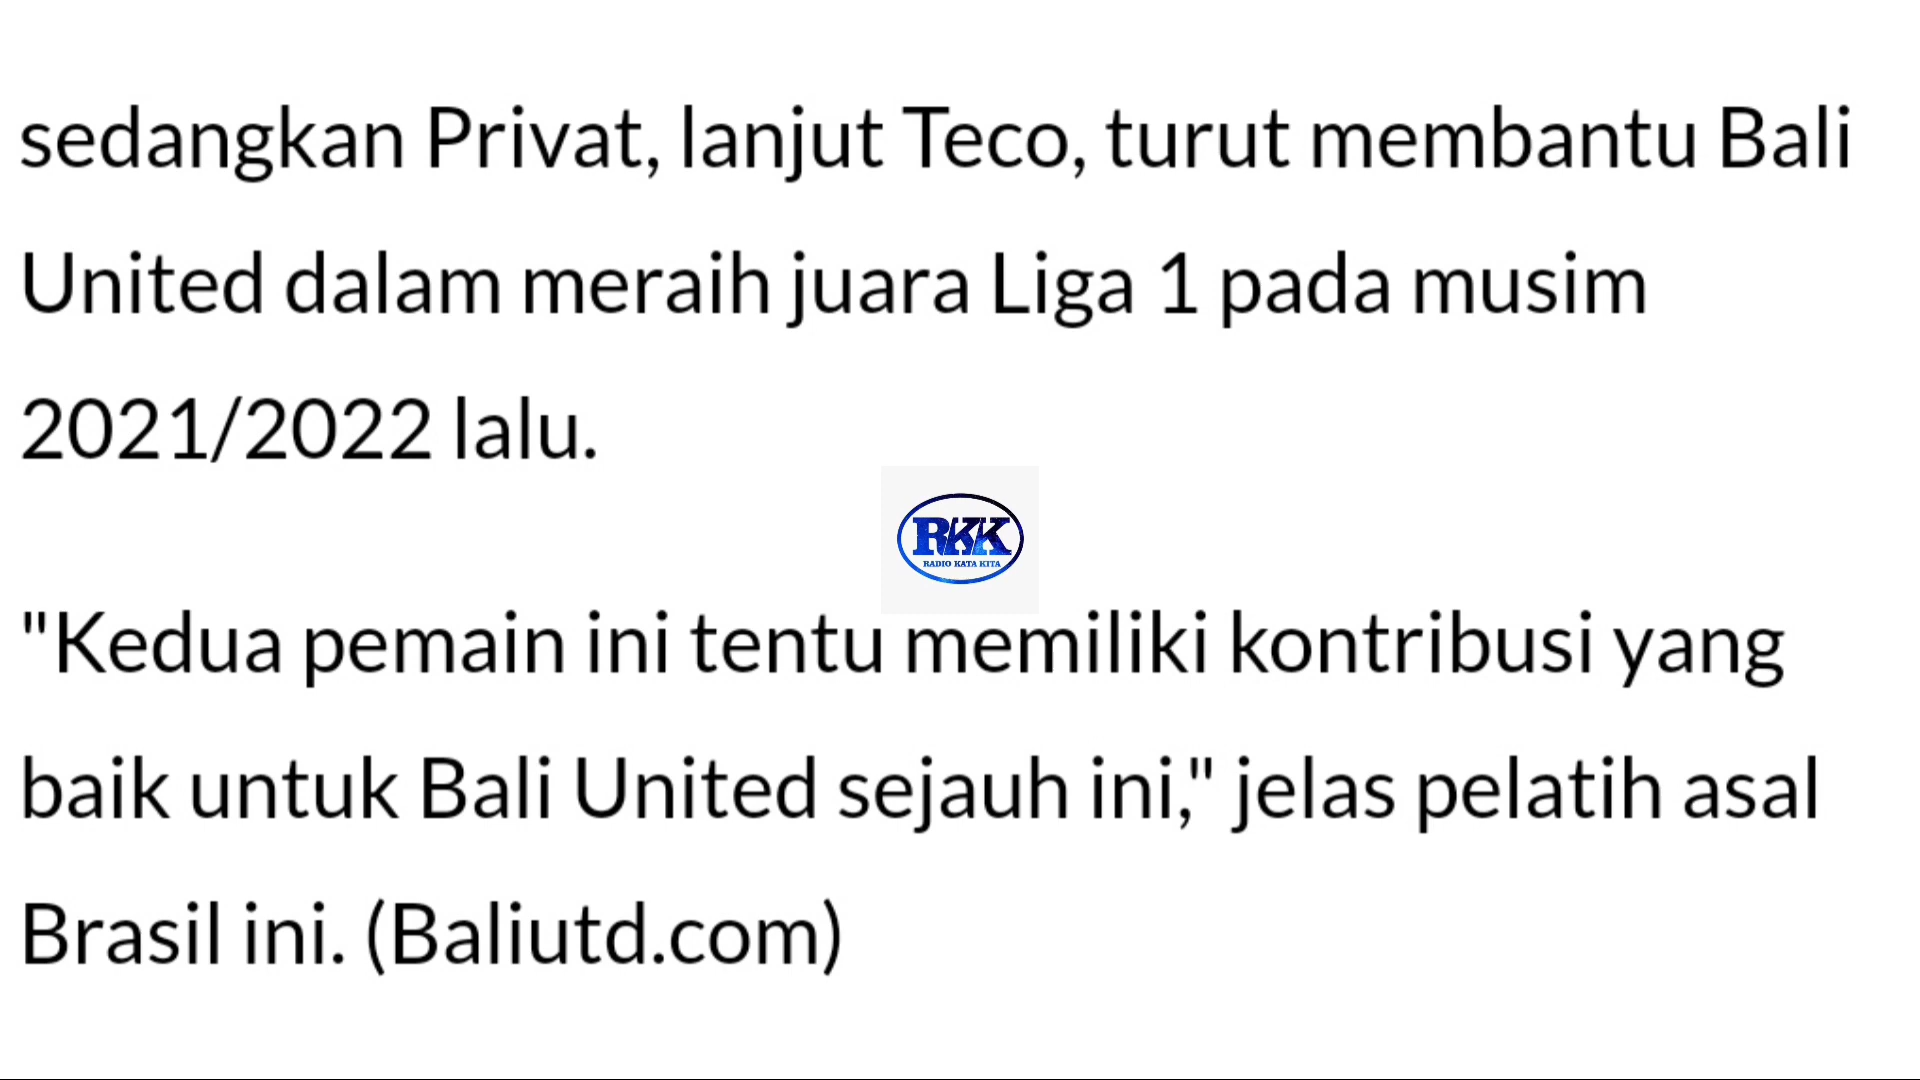 sedangkan Privat, lanjut Teco, turut membantu Bali
United dalam meraih juara Liga 1 pada musim
2021/2022 lalu.
RKK
RADIO KATA KITA
"Kedua pemain ini tentu memiliki kontribusi yang
baik untuk Bali United sejauh ini," jelas pelatih asal
Brasil ini. (Baliutd.com)